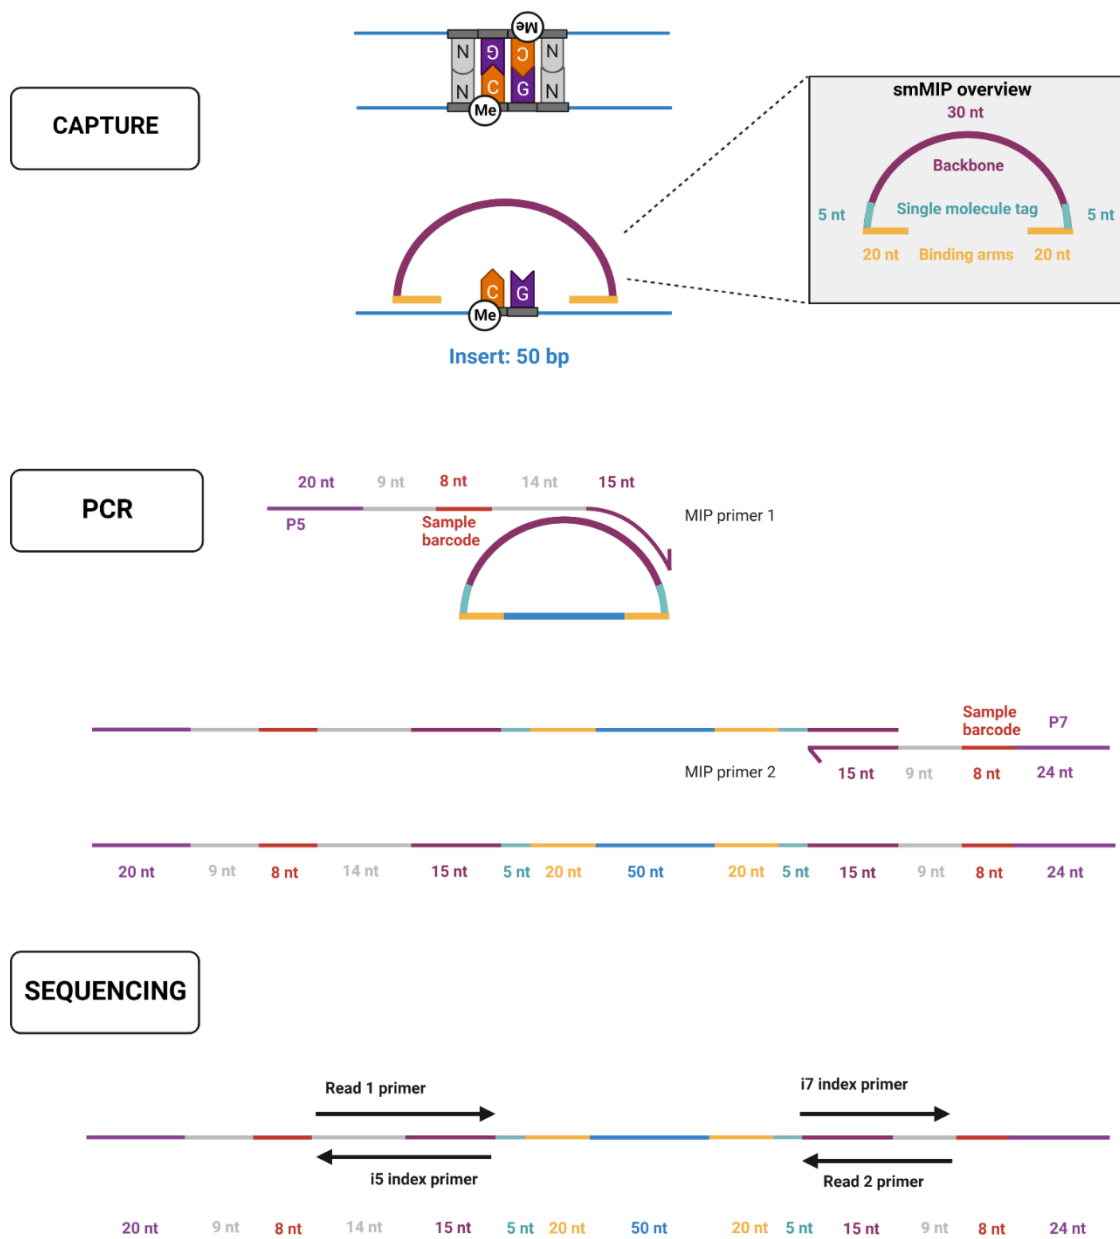 Me
N G C N
N C G N
Me
CAPTURE
smMIP overview
30 nt
Backbone
5 nt
Single molecule tag
5 nt
20 nt
Binding arms
20 nt
C G
Me
Insert: 50 bp
PCR
20 nt
9 nt
8 nt
14 nt
15 nt
P5
Sample
barcode
MIP primer 1
Sample
barcode
P7
MIP primer 2
15 nt
9 nt
8 nt
24 nt
20 nt
9 nt
8 nt
14 nt
15 nt
5 nt
20 nt
50 nt
20 nt
5 nt
15 nt
9 nt
8 nt
24 nt
SEQUENCING
Read 1 primer
i7 index primer
i5 index primer
Read 2 primer
20 nt
9 nt
8 nt
14 nt
15 nt
5 nt
20 nt
50 nt
20 nt
5 nt
15 nt
9 nt
8 nt
24 nt